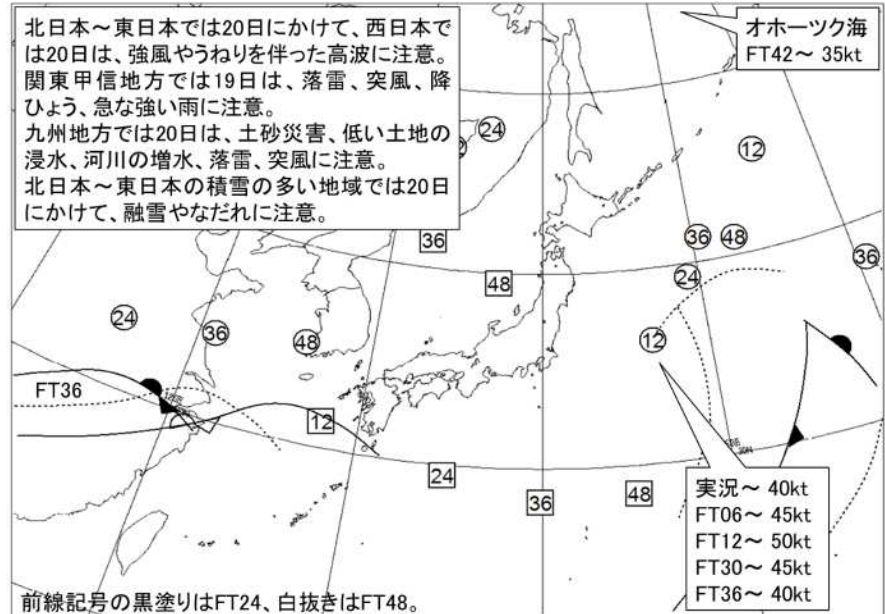 北日本～東日本では20日にかけて、西日本で
は20日は、強風やうねりを伴った高波に注意。
関東甲信地方では19日は、落雷、突風、降
ひょう、急な強い雨に注意。
九州地方では20日は、土砂災害、低い土地の
浸水、河川の増水、落雷、突風に注意。
北日本～東日本の積雪の多い地域では20日
にかけて、融雪やなだれに注意。
オホーツク海
FT42～ 35kt
24
12
36
36
48
36
48
24
24
36
48
12
FT36
12
24
36
48
実況～ 40kt
FT06～ 45kt
FT12～ 50kt
FT30～ 45kt
FT36～ 40kt
前線記号の黒塗りはFT24、白抜きはFT48。